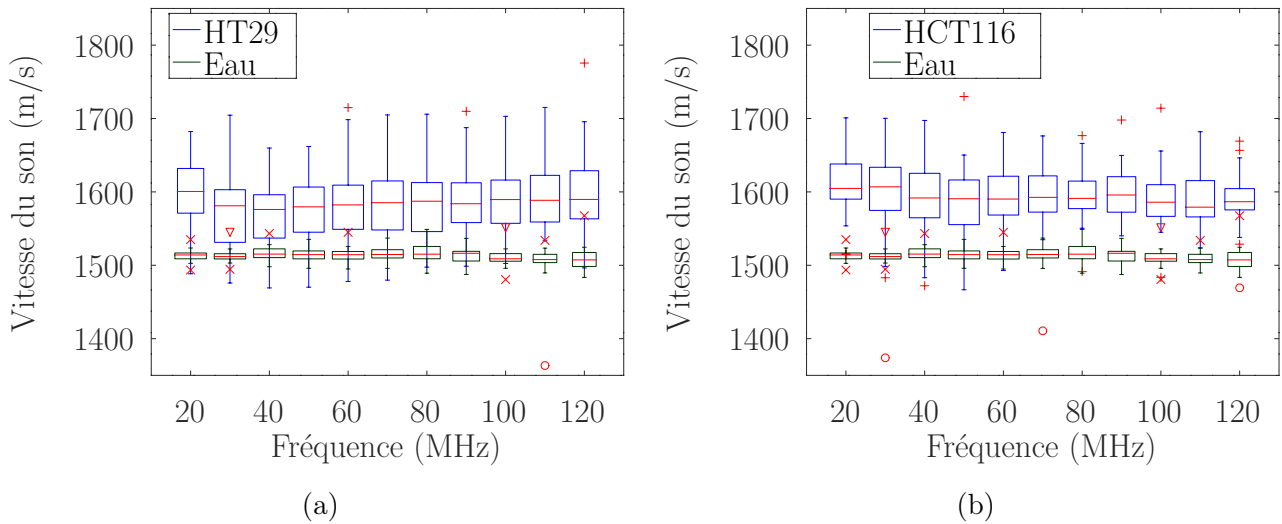 HT29
Eau
1800
1700
1600
1500
1400
Vitesse du son (m/s)
20 40 60 80 100 120
Fréquence (MHz)
(a)
HCT116
Eau
1800
1700
1600
1500
1400
Vitesse du son (m/s)
20 40 60 80 100 120
Fréquence (MHz)
(b)